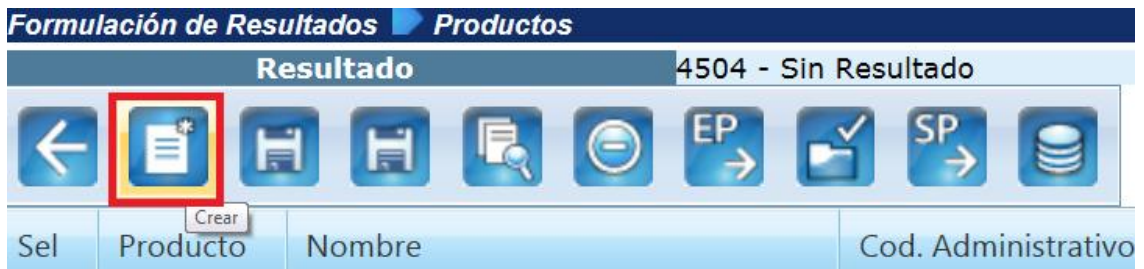 Formulación de Resultados Productos
Resultado 4504 - Sin Resultado
EP SP
Crear
Sel Producto Nombre Cod. Administrativo